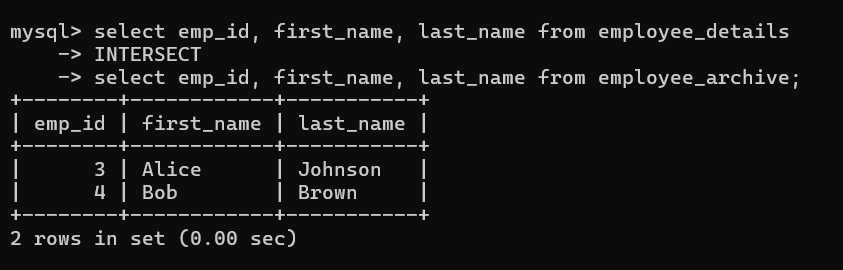 mysql> select emp_id, first_name, last_name from employee_details
    -> INTERSECT
    -> select emp_id, first_name, last_name from employee_archive;
+--------+------------+-----------+
| emp_id | first_name | last_name |
+--------+------------+-----------+
|      3 | Alice      | Johnson   |
|      4 | Bob        | Brown     |
+--------+------------+-----------+
2 rows in set (0.00 sec)